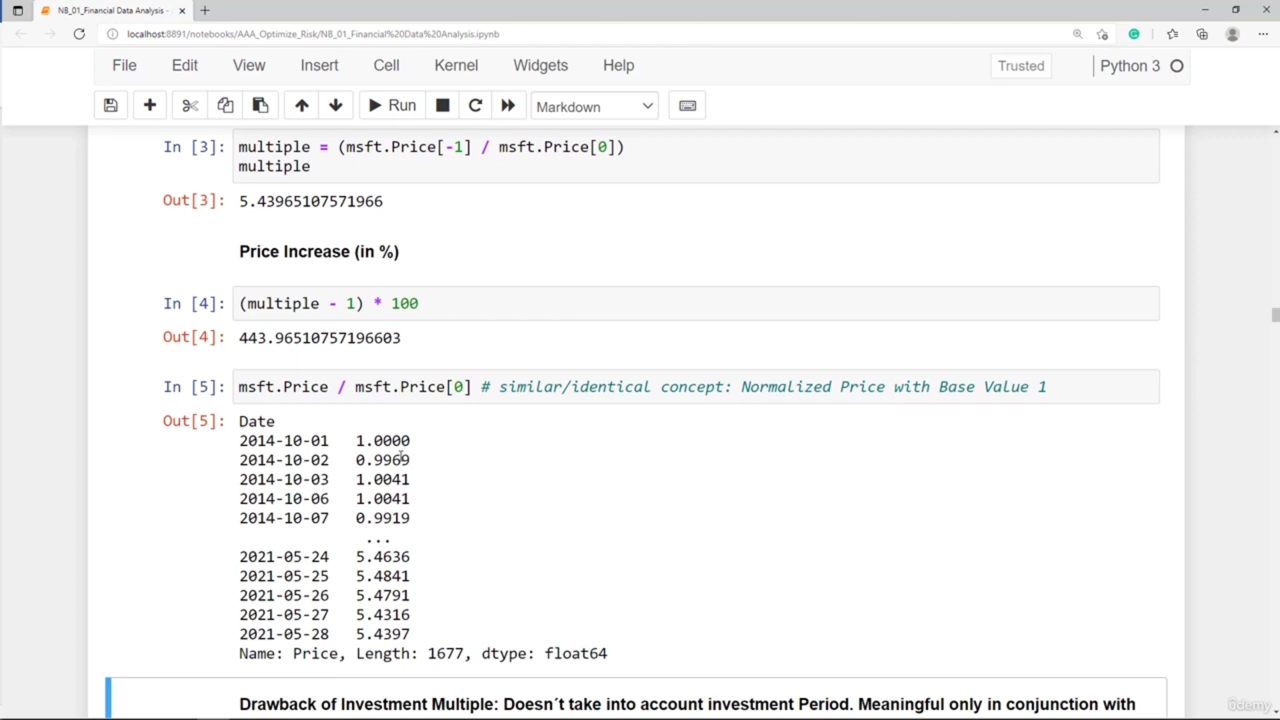 NB_01_Financial Data Analysis -
localhost:8891/notebooks/AAA_Optimize_Risk/NB_01_Financial%20Data%20Analysis.ipynb
File Edit View Insert Cell Kernel Widgets Help Trusted Python 3
Run Markdown
In [3]: multiple = (msft.Price[-1] / msft.Price[0])
multiple
Out[3]: 5.43965107571966
Price Increase (in %)
In [4]: (multiple - 1) * 100
Out[4]: 443.96510757196603
In [5]: msft.Price / msft.Price[0] # similar/identical concept: Normalized Price with Base Value 1
Out[5]: Date
2014-10-01 1.0000
2014-10-02 0.9969
2014-10-03 1.0041
2014-10-06 1.0041
2014-10-07 0.9919
...
2021-05-24 5.4636
2021-05-25 5.4841
2021-05-26 5.4791
2021-05-27 5.4316
2021-05-28 5.4397
Name: Price, Length: 1677, dtype: float64
Drawback of Investment Multiple: Doesn´t take into account investment Period. Meaningful only in conjunction with
ûdemy